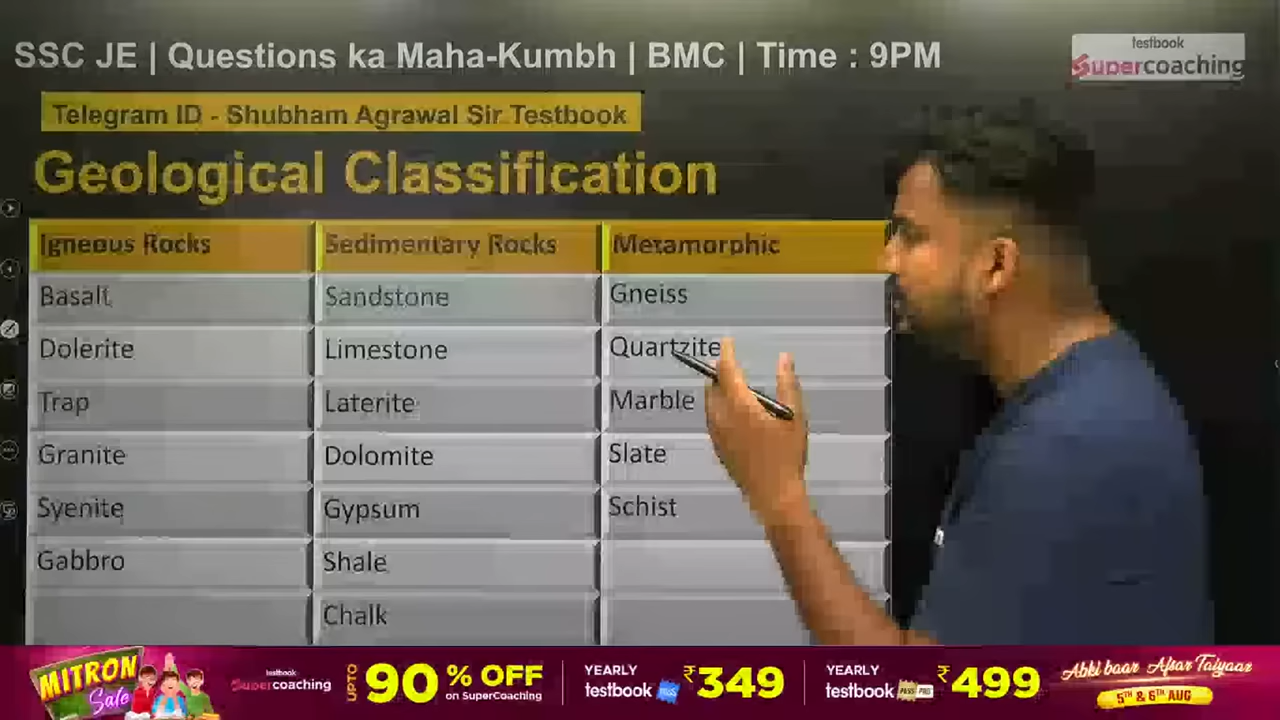 SSC JE | Questions ka Maha-Kumbh | BMC | Time : 9PM
testbook
Supercoaching
Telegram ID - Shubham Agrawal Sir Testbook
Geological Classification
Igneous Rocks Sedimentary Rocks Metamorphic
Basalt Sandstone Gneiss
Dolerite Limestone Quartzite
Trap Laterite Marble
Granite Dolomite Slate
Syenite Gypsum Schist
Gabbro Shale
Chalk
MITRON
Sale
testbook
Supercoaching
UPTO 90% OFF
on SuperCoaching
YEARLY
testbook PASS
₹349
YEARLY
testbook PASS PRO
₹499
Abki baar Afsar Taiyaar
5TH & 6TH AUG